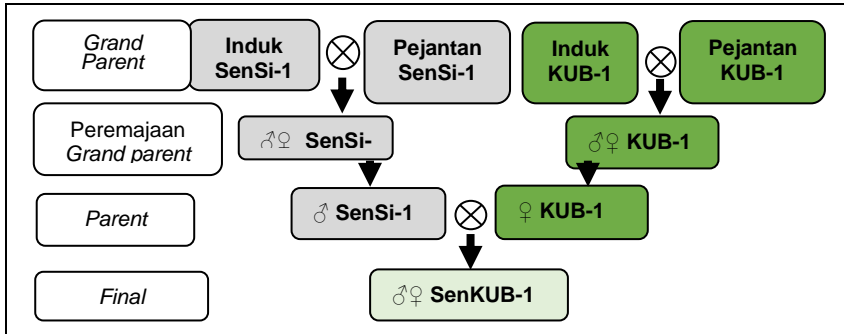 Grand
Parent
Induk
SenSi-1
Pejantan
SenSi-1
Induk
KUB-1
Pejantan
KUB-1
Peremajaan
Grand parent
♂♀ SenSi-
♂♀ KUB-1
Parent
♂ SenSi-1
♀ KUB-1
Final
♂♀ SenKUB-1